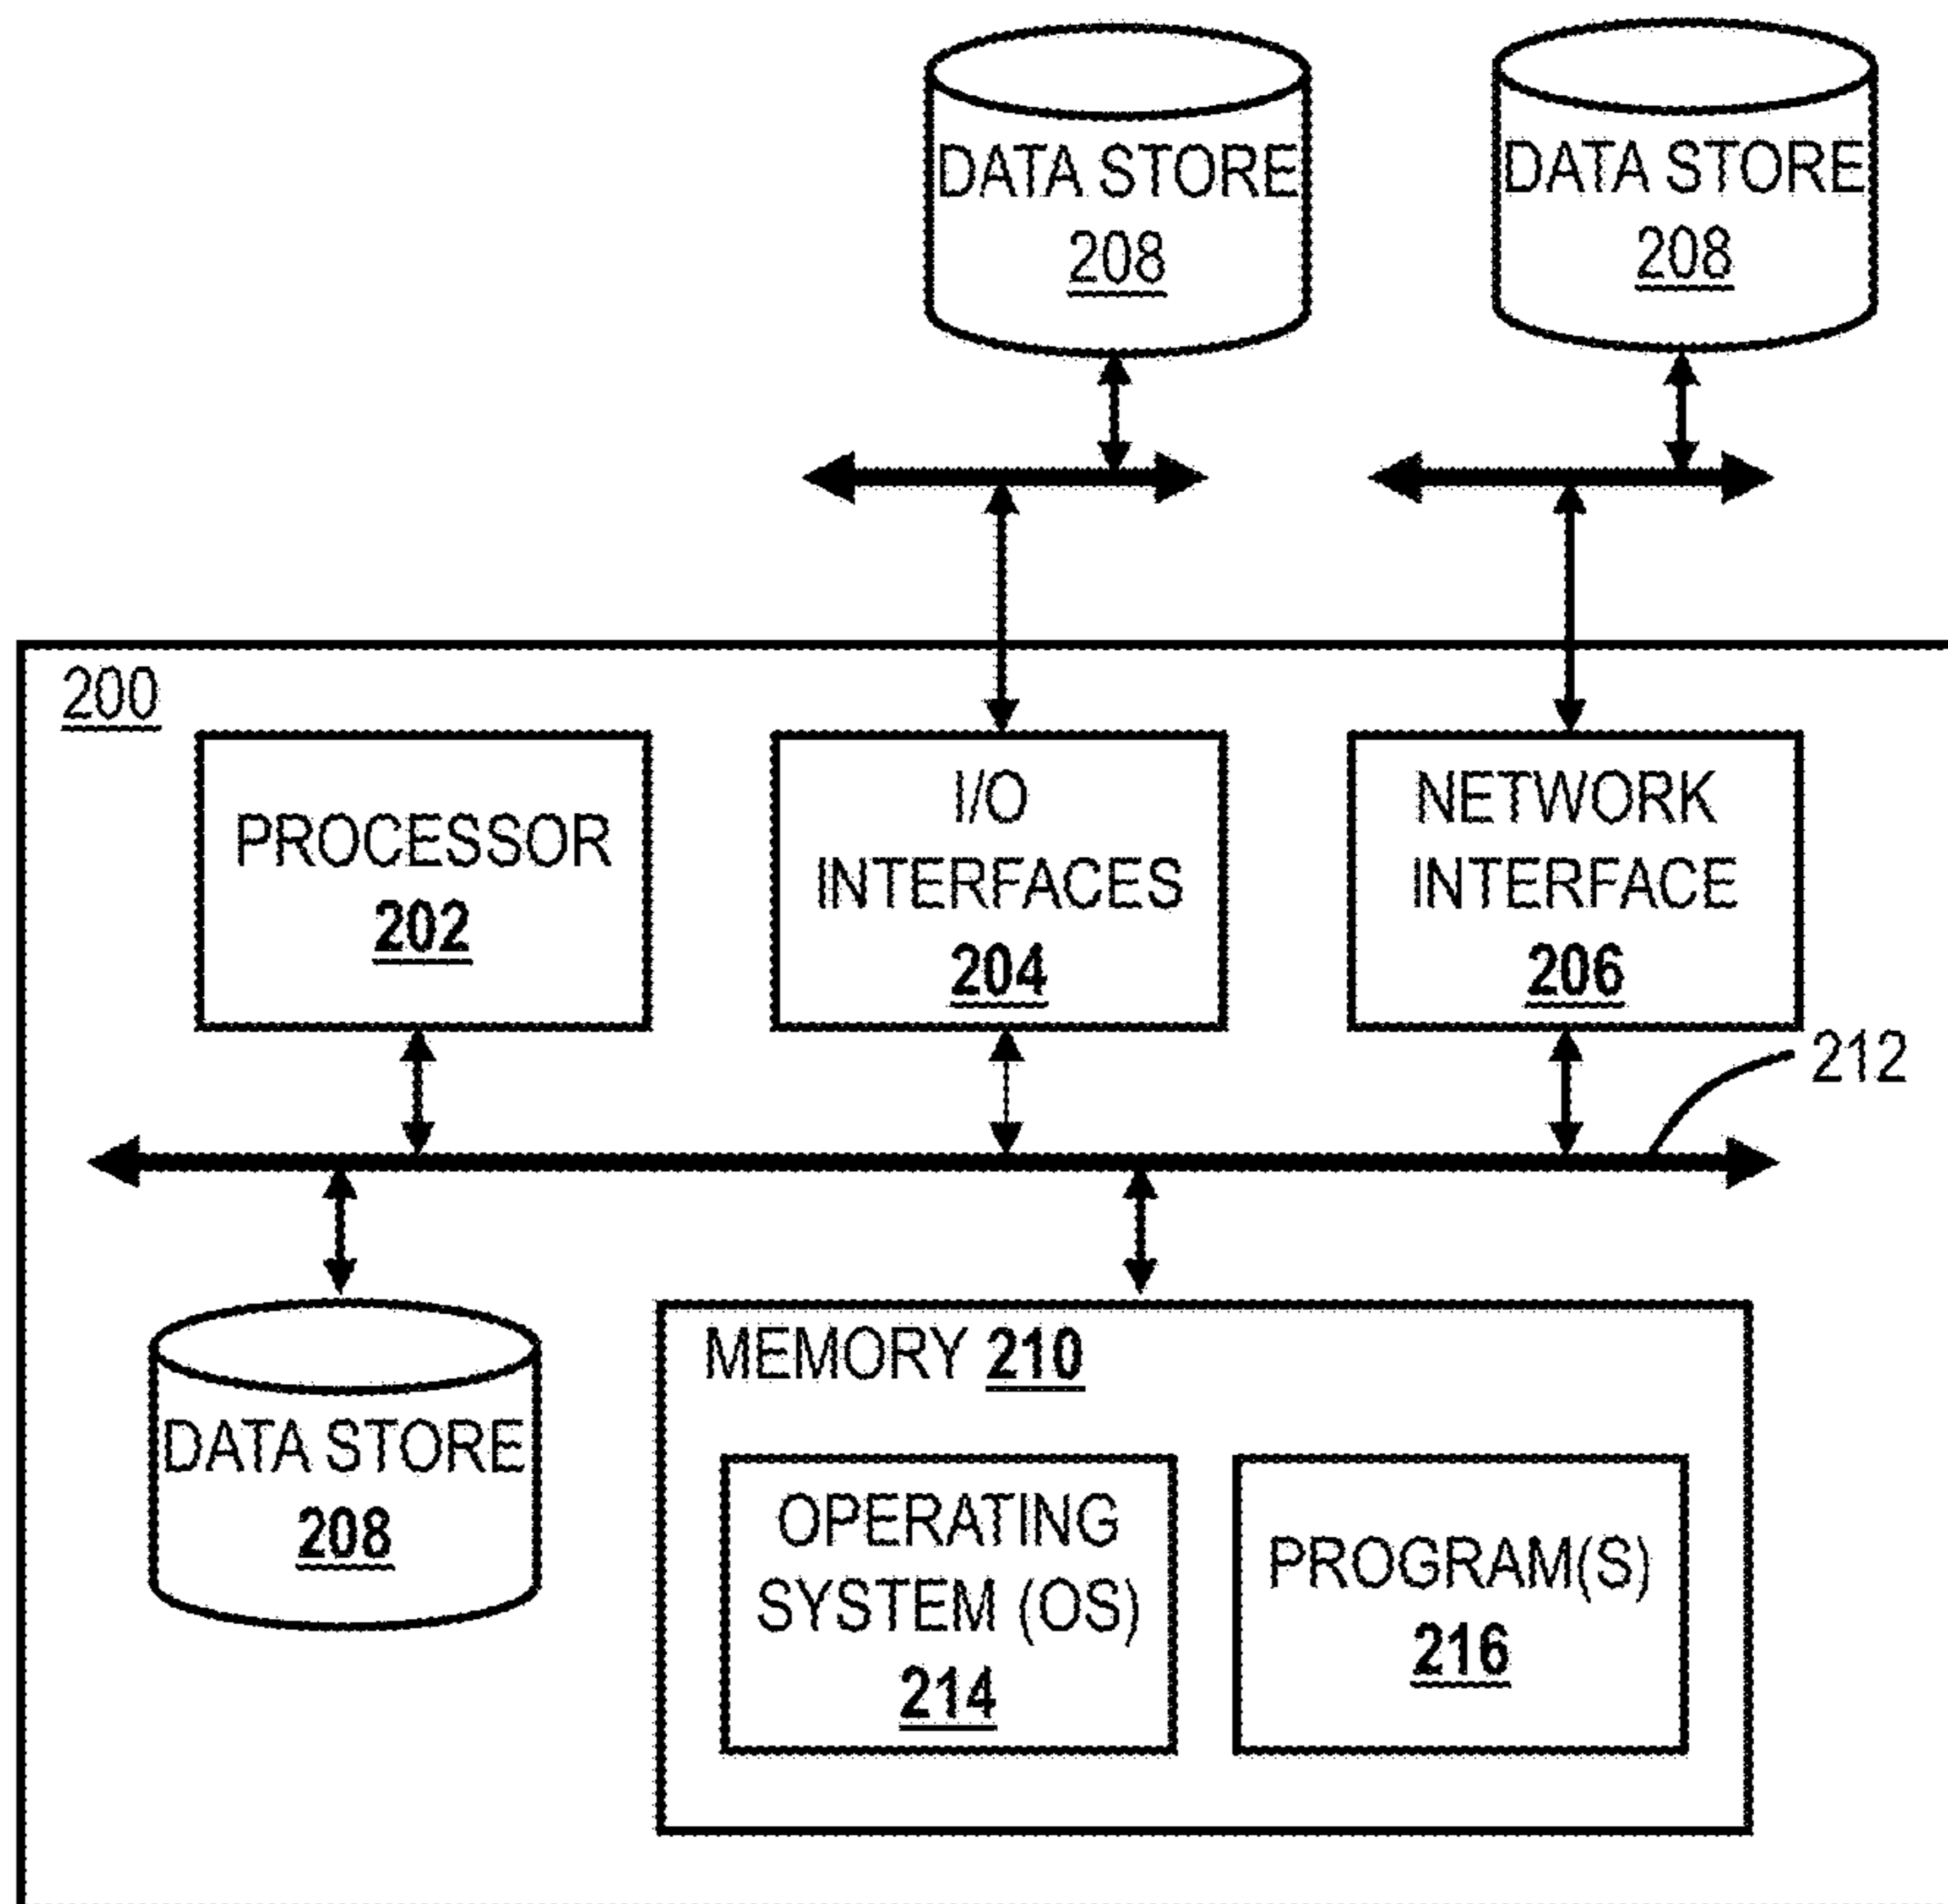 DATA STORE
208
DATA STORE
208
200
PROCESSOR
202
I/O
INTERFACES
204
NETWORK
INTERFACE
206
212
DATA STORE
208
MEMORY 210
OPERATING
SYSTEM (OS)
214
PROGRAM(S)
216